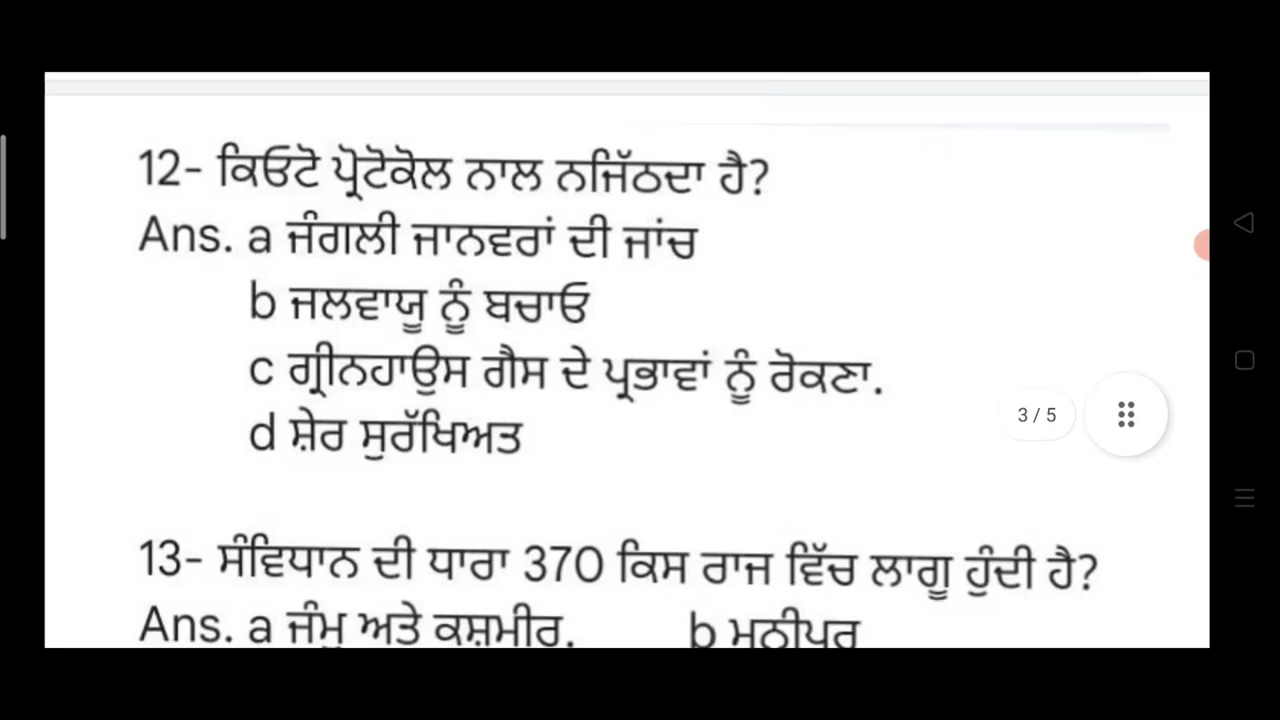 12- ਕਿਓਟੋ ਪ੍ਰੋਟੋਕੋਲ ਨਾਲ ਨਜਿੱਠਦਾ ਹੈ?
Ans. a ਜੰਗਲੀ ਜਾਨਵਰਾਂ ਦੀ ਜਾਂਚ
b ਜਲਵਾਯੂ ਨੂੰ ਬਚਾਓ
c ਗ੍ਰੀਨਹਾਉਸ ਗੈਸ ਦੇ ਪ੍ਰਭਾਵਾਂ ਨੂੰ ਰੋਕਣਾ.
3 / 5
d ਸ਼ੇਰ ਸੁਰੱਖਿਅਤ
13- ਸੰਵਿਧਾਨ ਦੀ ਧਾਰਾ 370 ਕਿਸ ਰਾਜ ਵਿੱਚ ਲਾਗੂ ਹੁੰਦੀ ਹੈ?
Ans. a ਜੰਮੂ ਅਤੇ ਕਸ਼ਮੀਰ. b ਮਨੀਪੁਰ